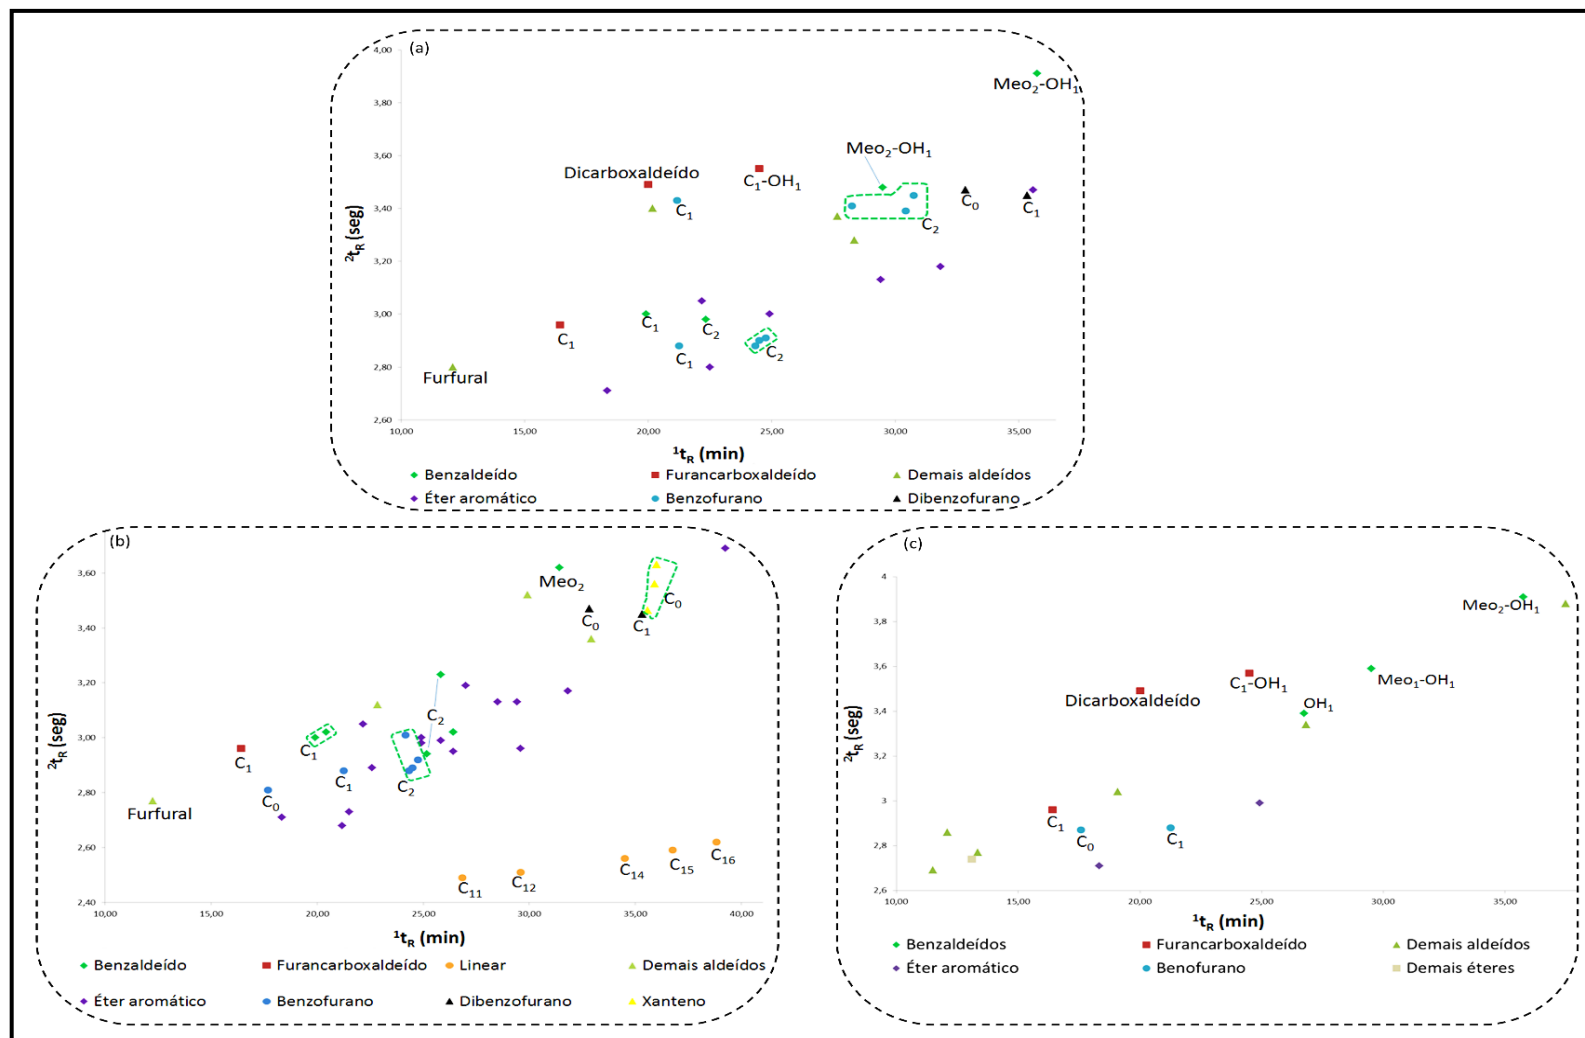 (a)
4,00
3,80
3,60
3,40
3,20
3,00
2,80
2,60
²tR (seg)
10,00 15,00 20,00 25,00 30,00 35,00
¹tR (min)
Meo₂-OH₁
Meo₂-OH₁
Dicarboxaldeído
C₁-OH₁
C₁
C₂
C₀
C₁
C₁
C₁
C₂
C₁
C₂
Furfural
Benzaldeído Furancarboxaldeído Demais aldeídos
Éter aromático Benzofurano Dibenzofurano
(b)
3,60
3,40
3,20
3,00
2,80
2,60
2,40
²tR (seg)
10,00 15,00 20,00 25,00 30,00 35,00 40,00
¹tR (min)
Meo₂
C₀
C₀
C₁
C₂
C₁
C₁
C₁
C₂
C₀
Furfural
C₁₁
C₁₂
C₁₄
C₁₅
C₁₆
Benzaldeído Furancarboxaldeído Linear Demais aldeídos
Éter aromático Benzofurano Dibenzofurano Xanteno
(c)
4
3,8
3,6
3,4
3,2
3
2,8
2,6
²tR (seg)
10,00 15,00 20,00 25,00 30,00 35,00
¹tR (min)
Meo₂-OH₁
C₁-OH₁
Meo₁-OH₁
Dicarboxaldeído
OH₁
C₁
C₀
C₁
Benzaldeídos Furancarboxaldeído Demais aldeídos
Éter aromático Benofurano Demais éteres